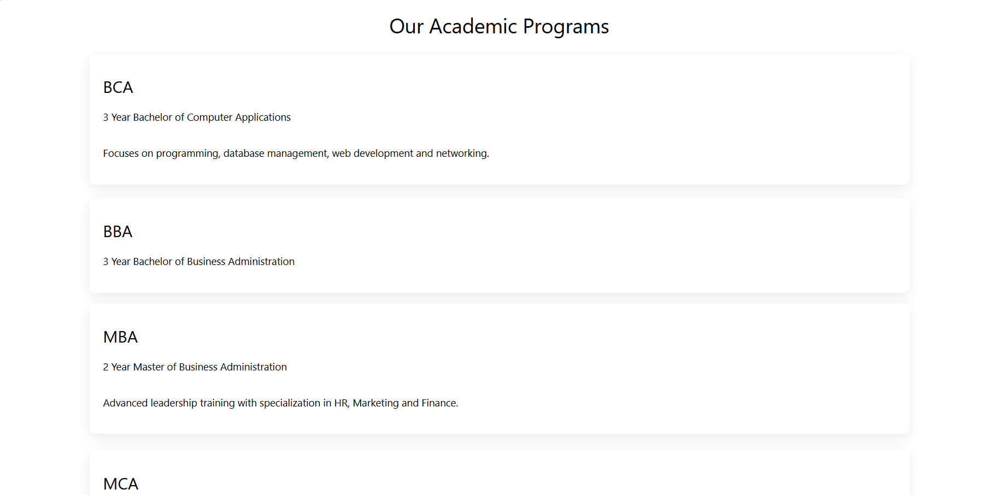 Our Academic Programs
BCA
3 Year Bachelor of Computer Applications
Focuses on programming, database management, web development and networking.
BBA
3 Year Bachelor of Business Administration
MBA
2 Year Master of Business Administration
Advanced leadership training with specialization in HR, Marketing and Finance.
MCA